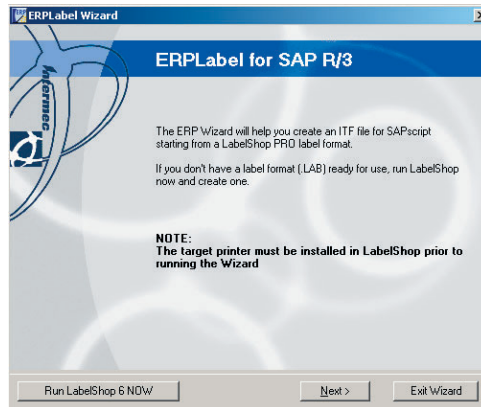 ERPLabel Wizard
ERPLabel for SAP R/3
Intermec
The ERP Wizard will help you create an ITF file for SAPscript
starting from a LabelShop PRO label format.
If you don't have a label format (.LAB) ready for use, run LabelShop
now and create one.
NOTE:
The target printer must be installed in LabelShop prior to
running the Wizard
Run LabelShop 6 NOW
Next >
Exit Wizard